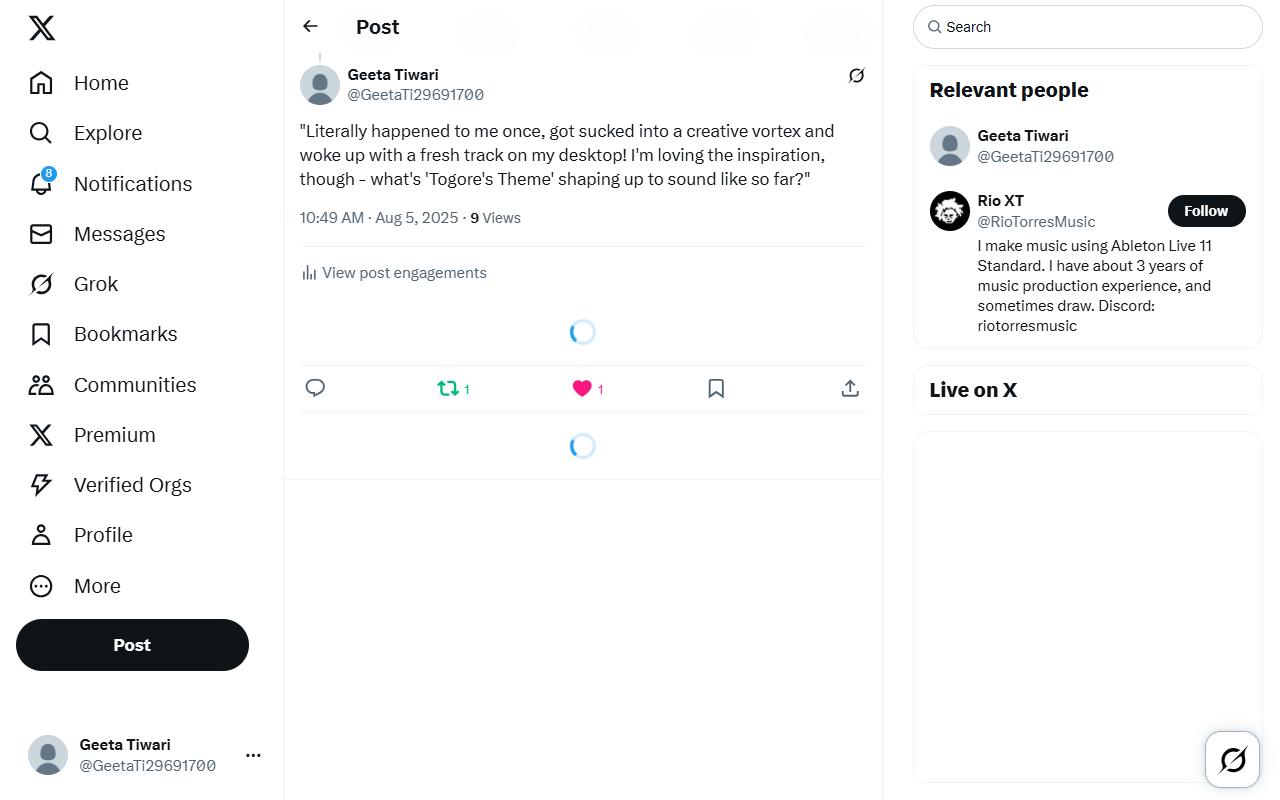 Home
Explore
8
Notifications
Messages
Grok
Bookmarks
Communities
Premium
Verified Orgs
Profile
More
Post
Geeta Tiwari
@GeetaTi29691700
Post
Geeta Tiwari
@GeetaTi29691700
"Literally happened to me once, got sucked into a creative vortex and
woke up with a fresh track on my desktop! I'm loving the inspiration,
though - what's 'Togore's Theme' shaping up to sound like so far?"
10:49 AM · Aug 5, 2025 · 9 Views
View post engagements
1
1
Search
Relevant people
Geeta Tiwari
@GeetaTi29691700
Rio XT
@RioTorresMusic
Follow
I make music using Ableton Live 11
Standard. I have about 3 years of
music production experience, and
sometimes draw. Discord:
riotorresmusic
Live on X